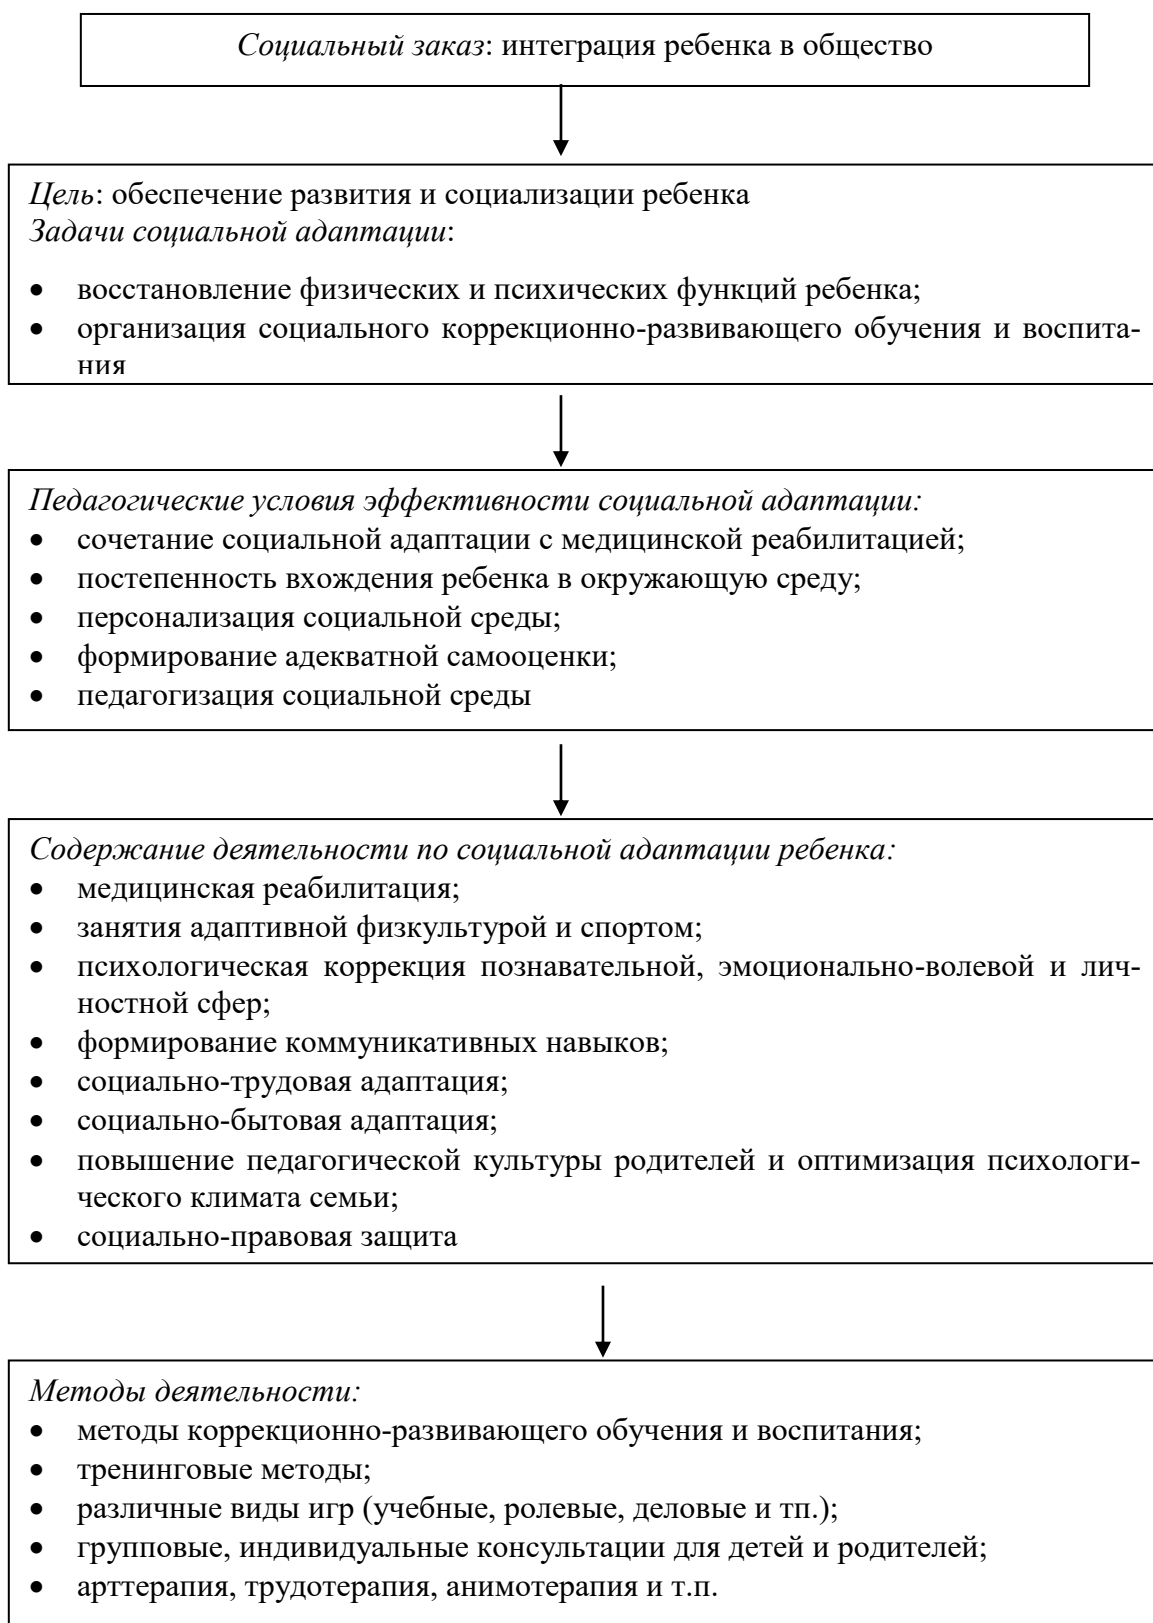 Социальный заказ: интеграция ребенка в общество
Цель: обеспечение развития и социализации ребенка
Задачи социальной адаптации:
• восстановление физических и психических функций ребенка;
• организация социального коррекционно-развивающего обучения и воспита-
ния
Педагогические условия эффективности социальной адаптации:
• сочетание социальной адаптации с медицинской реабилитацией;
• постепенность вхождения ребенка в окружающую среду;
• персонализация социальной среды;
• формирование адекватной самооценки;
• педагогизация социальной среды
Содержание деятельности по социальной адаптации ребенка:
• медицинская реабилитация;
• занятия адаптивной физкультурой и спортом;
• психологическая коррекция познавательной, эмоционально-волевой и лич-
ностной сфер;
• формирование коммуникативных навыков;
• социально-трудовая адаптация;
• социально-бытовая адаптация;
• повышение педагогической культуры родителей и оптимизация психологи-
ческого климата семьи;
• социально-правовая защита
Методы деятельности:
• методы коррекционно-развивающего обучения и воспитания;
• тренинговые методы;
• различные виды игр (учебные, ролевые, деловые и тп.);
• групповые, индивидуальные консультации для детей и родителей;
• арттерапия, трудотерапия, анимотерапия и т.п.